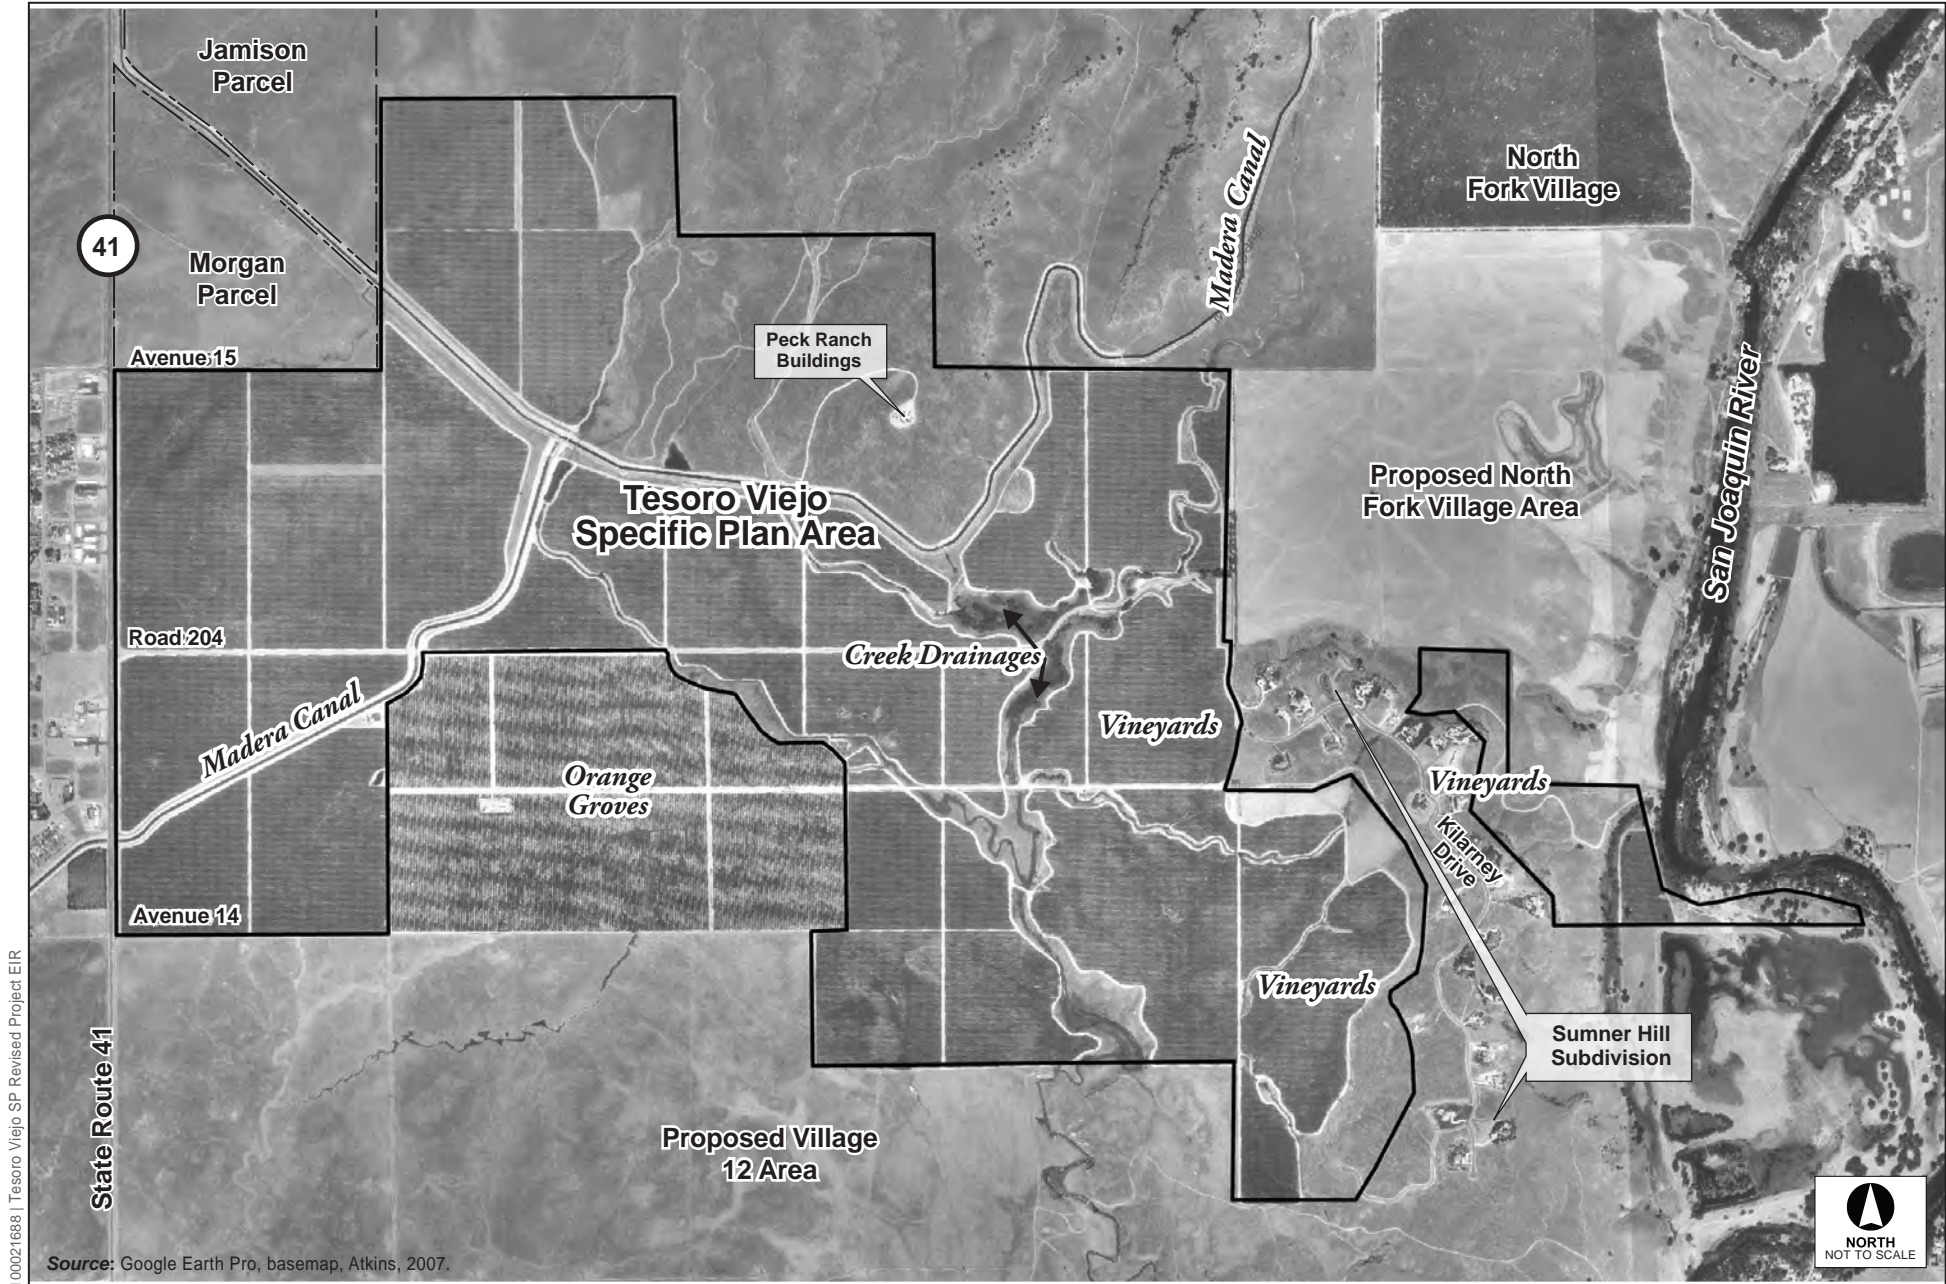 Jamison
Parcel
41
Morgan
Parcel
Avenue 15
Peck Ranch
Buildings
Madera Canal
North
Fork Village
Tesoro Viejo
Specific Plan Area
Proposed North
Fork Village Area
San Joaquin River
Road 204
Creek Drainages
Madera Canal
Vineyards
Orange
Groves
Vineyards
Kilarney
Drive
Avenue 14
Vineyards
Sumner Hill
Subdivision
State Route 41
Proposed Village
12 Area
NORTH
NOT TO SCALE
Source: Google Earth Pro, basemap, Atkins, 2007.
100021688 | Tesoro Viejo SP Revised Project EIR